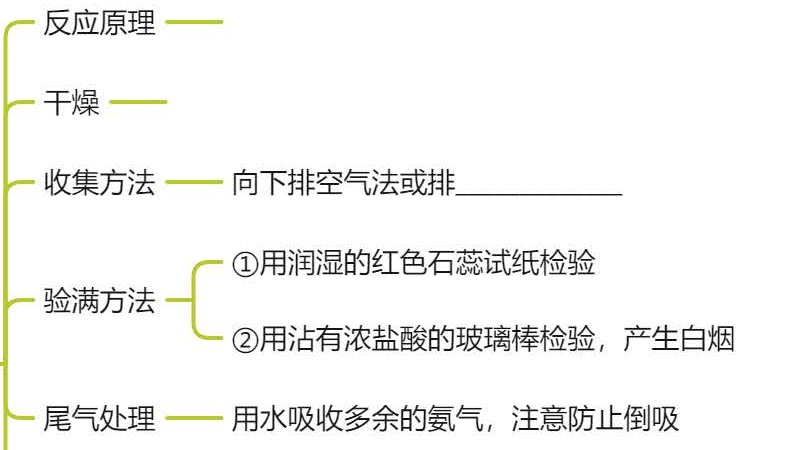 反应原理
干燥
收集方法 向下排空气法或排____________
①用润湿的红色石蕊试纸检验
验满方法
②用沾有浓盐酸的玻璃棒检验，产生白烟
尾气处理 用水吸收多余的氨气，注意防止倒吸